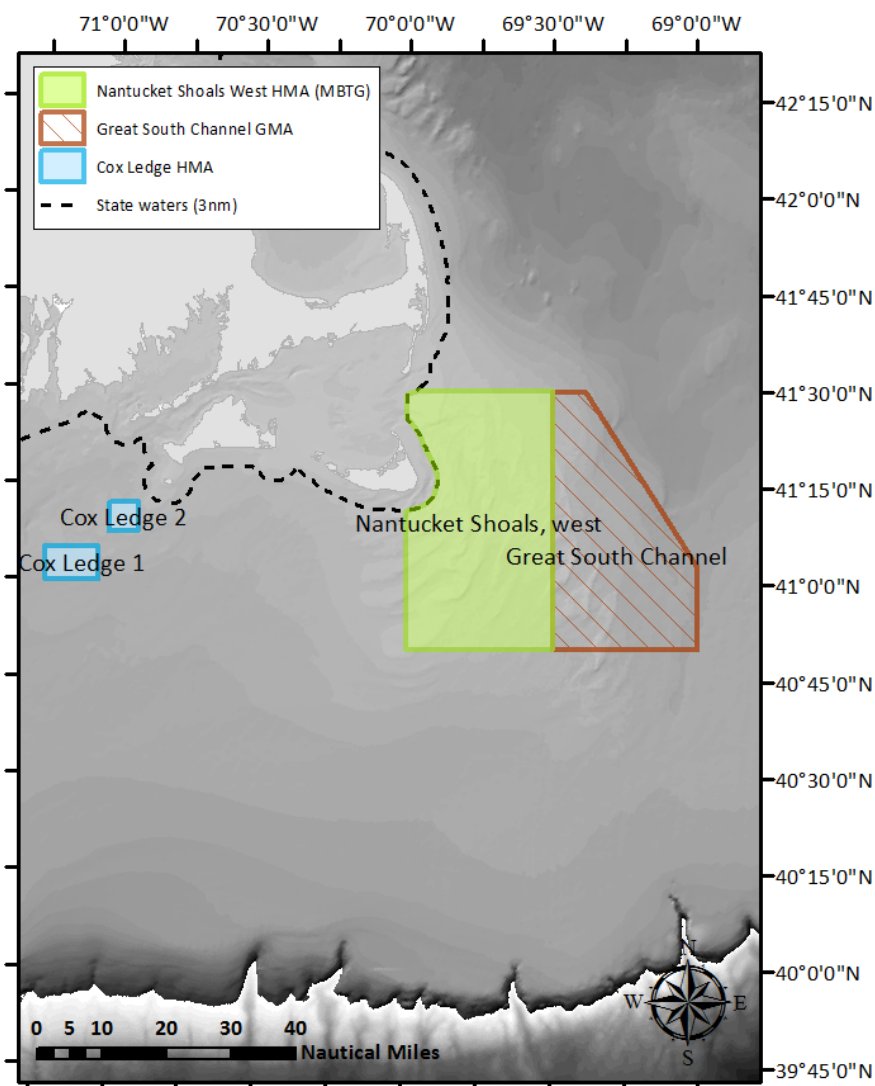 71°0'0"W 70°30'0"W 70°0'0"W 69°30'0"W 69°0'0"W
Nantucket Shoals West HMA (MBTG)
Great South Channel GMA
Cox Ledge HMA
State waters (3nm)
42°15'0"N
42°0'0"N
41°45'0"N
41°30'0"N
41°15'0"N
Cox Ledge 2
Nantucket Shoals, west
Great South Channel
Cox Ledge 1
41°0'0"N
40°45'0"N
40°30'0"N
40°15'0"N
40°0'0"N
N
W E
S
0 5 10 20 30 40
Nautical Miles
39°45'0"N